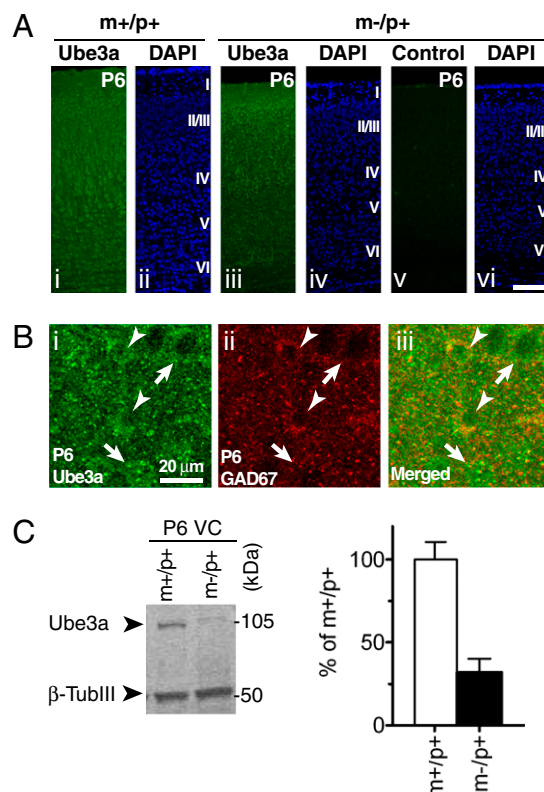 A
m+/p+ m-/p+
Ube3a DAPI Ube3a DAPI Control DAPI
P6 I P6 I P6 I
II/III II/III II/III
IV IV IV
V V V
VI VI V
i ii iii iv v vi
B
i ii iii
P6 P6
Ube3a 20 μm GAD67 Merged
C
P6 VC
m+/p+ m-/p+ (kDa)
Ube3a -105
β-TubIII -50
% of m+/p+
100
50
0
m+/p+ m-/p+